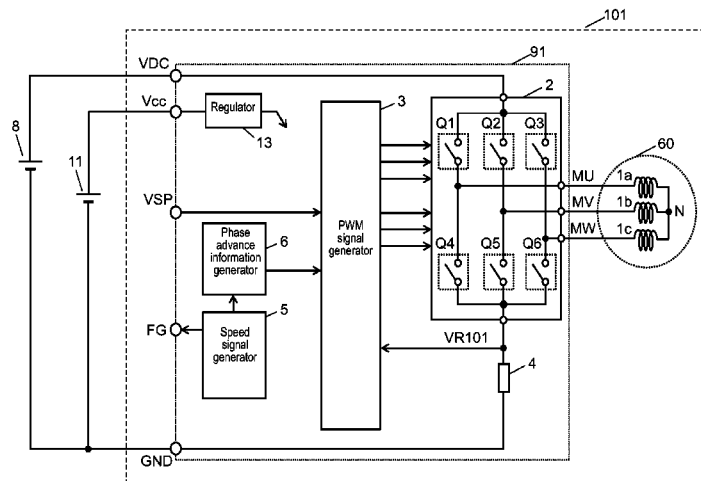 101
91
VDC
Vcc
Regulator
13
3
2
Q1 Q2 Q3
60
8
11
MU 1a
MV 1b N
MW 1c
VSP
Phase
advance
information
generator
6
PWM
signal
generator
Q4 Q5 Q6
5
FG
Speed
signal
generator
VR101
4
GND